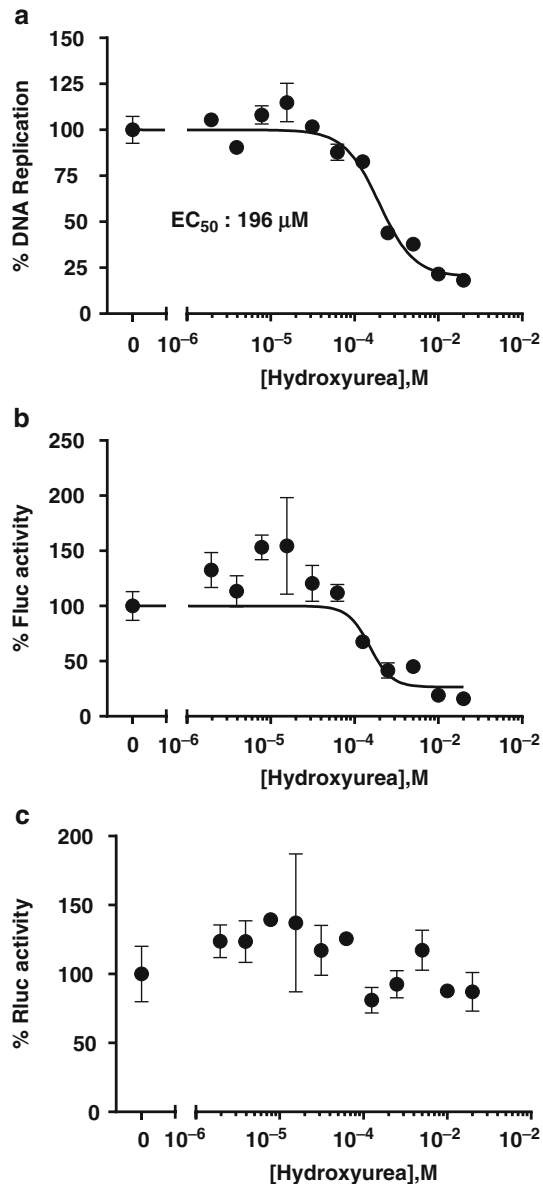 a
150
125
100
75
50
25
0
% DNA Replication
EC₅₀ : 196 μM
0 10⁻⁶ 10⁻⁵ 10⁻⁴ 10⁻² 10⁻²
[Hydroxyurea],M
b
250
200
150
100
50
0
% Fluc activity
0 10⁻⁶ 10⁻⁵ 10⁻⁴ 10⁻² 10⁻²
[Hydroxyurea],M
c
200
150
100
50
0
% Rluc activity
0 10⁻⁶ 10⁻⁵ 10⁻⁴ 10⁻² 10⁻²
[Hydroxyurea],M